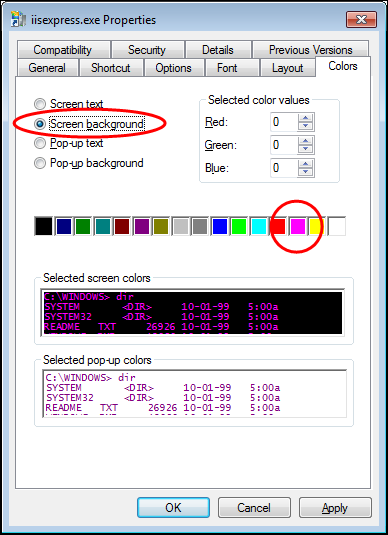 iisexpress.exe Properties
Compatibility Security Details Previous Versions
General Shortcut Options Font Layout Colors
Screen text
Screen background
Pop-up text
Pop-up background
Selected color values
Red: 0
Green: 0
Blue: 0
Selected screen colors
C:\WINDOWS> dir
SYSTEM <DIR> 10-01-99 5:00a
SYSTEM32 <DIR> 10-01-99 5:00a
README TXT 26926 10-01-99 5:00a
Selected pop-up colors
C:\WINDOWS> dir
SYSTEM <DIR> 10-01-99 5:00a
SYSTEM32 <DIR> 10-01-99 5:00a
README TXT 26926 10-01-99 5:00a
OK Cancel Apply